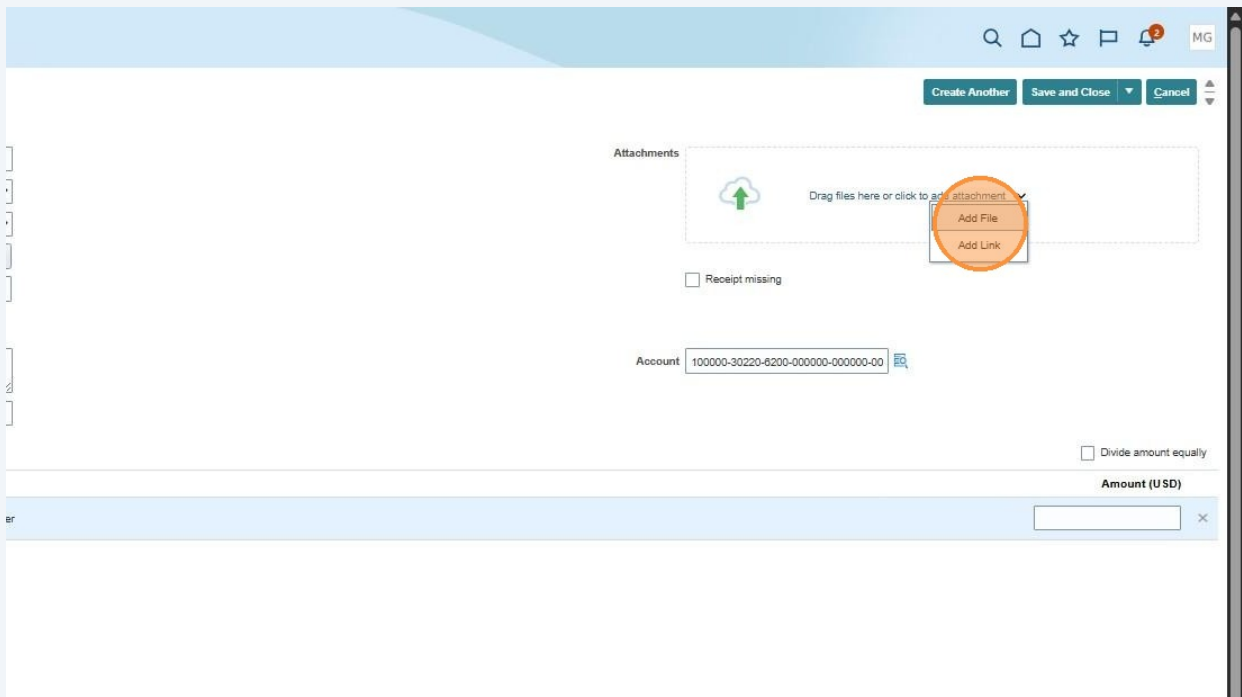 2
MG
Create Another Save and Close Cancel
Attachments
Drag files here or click to add attachment
Add File
Add Link
Receipt missing
Account 100000-30220-6200-000000-000000-00
Divide amount equally
Amount (USD)
er